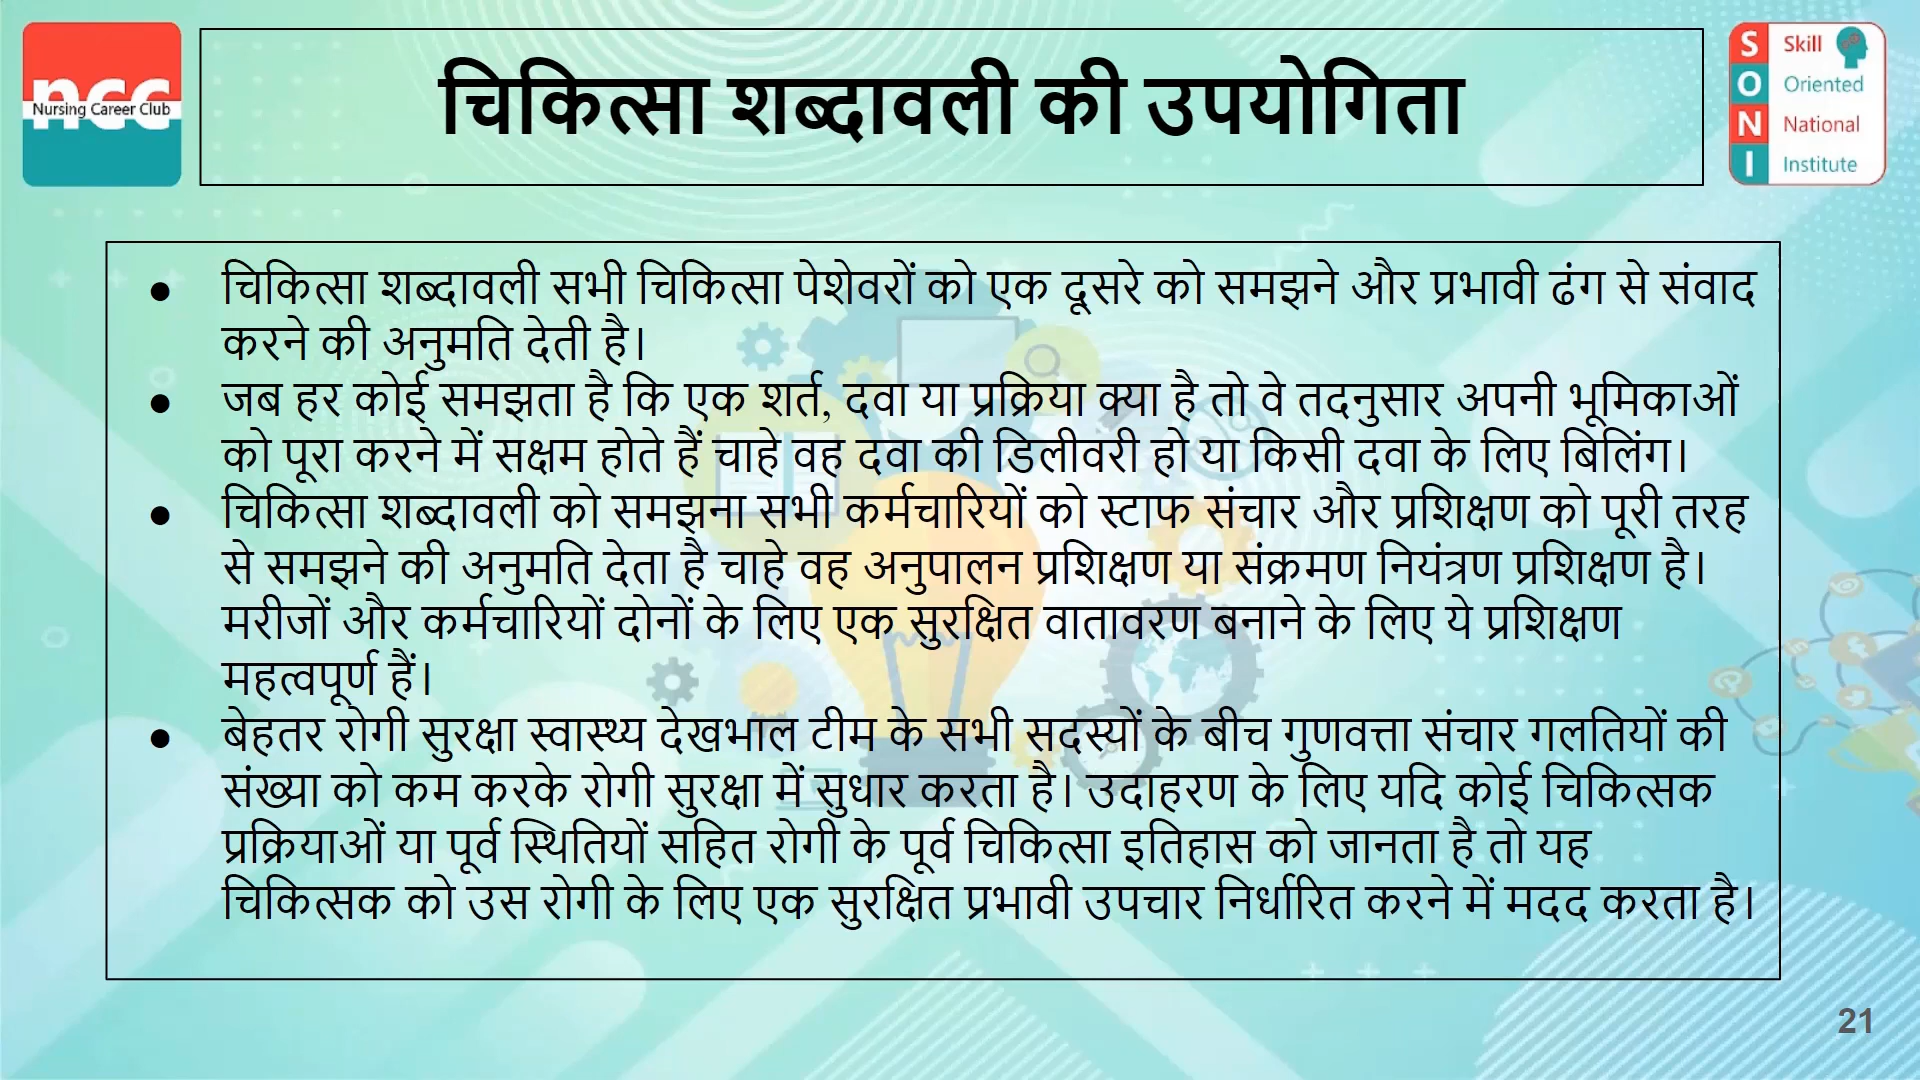 ncc
Nursing Career Club
चिकित्सा शब्दावली की उपयोगिता
S Skill
O Oriented
N National
I Institute
● चिकित्सा शब्दावली सभी चिकित्सा पेशेवरों को एक दूसरे को समझने और प्रभावी ढंग से संवाद
करने की अनुमति देती है।
● जब हर कोई समझता है कि एक शर्त, दवा या प्रक्रिया क्या है तो वे तदनुसार अपनी भूमिकाओं
को पूरा करने में सक्षम होते हैं चाहे वह दवा की डिलीवरी हो या किसी दवा के लिए बिलिंग।
● चिकित्सा शब्दावली को समझना सभी कर्मचारियों को स्टाफ संचार और प्रशिक्षण को पूरी तरह
से समझने की अनुमति देता है चाहे वह अनुपालन प्रशिक्षण या संक्रमण नियंत्रण प्रशिक्षण है।
मरीजों और कर्मचारियों दोनों के लिए एक सुरक्षित वातावरण बनाने के लिए ये प्रशिक्षण
महत्वपूर्ण हैं।
● बेहतर रोगी सुरक्षा स्वास्थ्य देखभाल टीम के सभी सदस्यों के बीच गुणवत्ता संचार गलतियों की
संख्या को कम करके रोगी सुरक्षा में सुधार करता है। उदाहरण के लिए यदि कोई चिकित्सक
प्रक्रियाओं या पूर्व स्थितियों सहित रोगी के पूर्व चिकित्सा इतिहास को जानता है तो यह
चिकित्सक को उस रोगी के लिए एक सुरक्षित प्रभावी उपचार निर्धारित करने में मदद करता है।
21